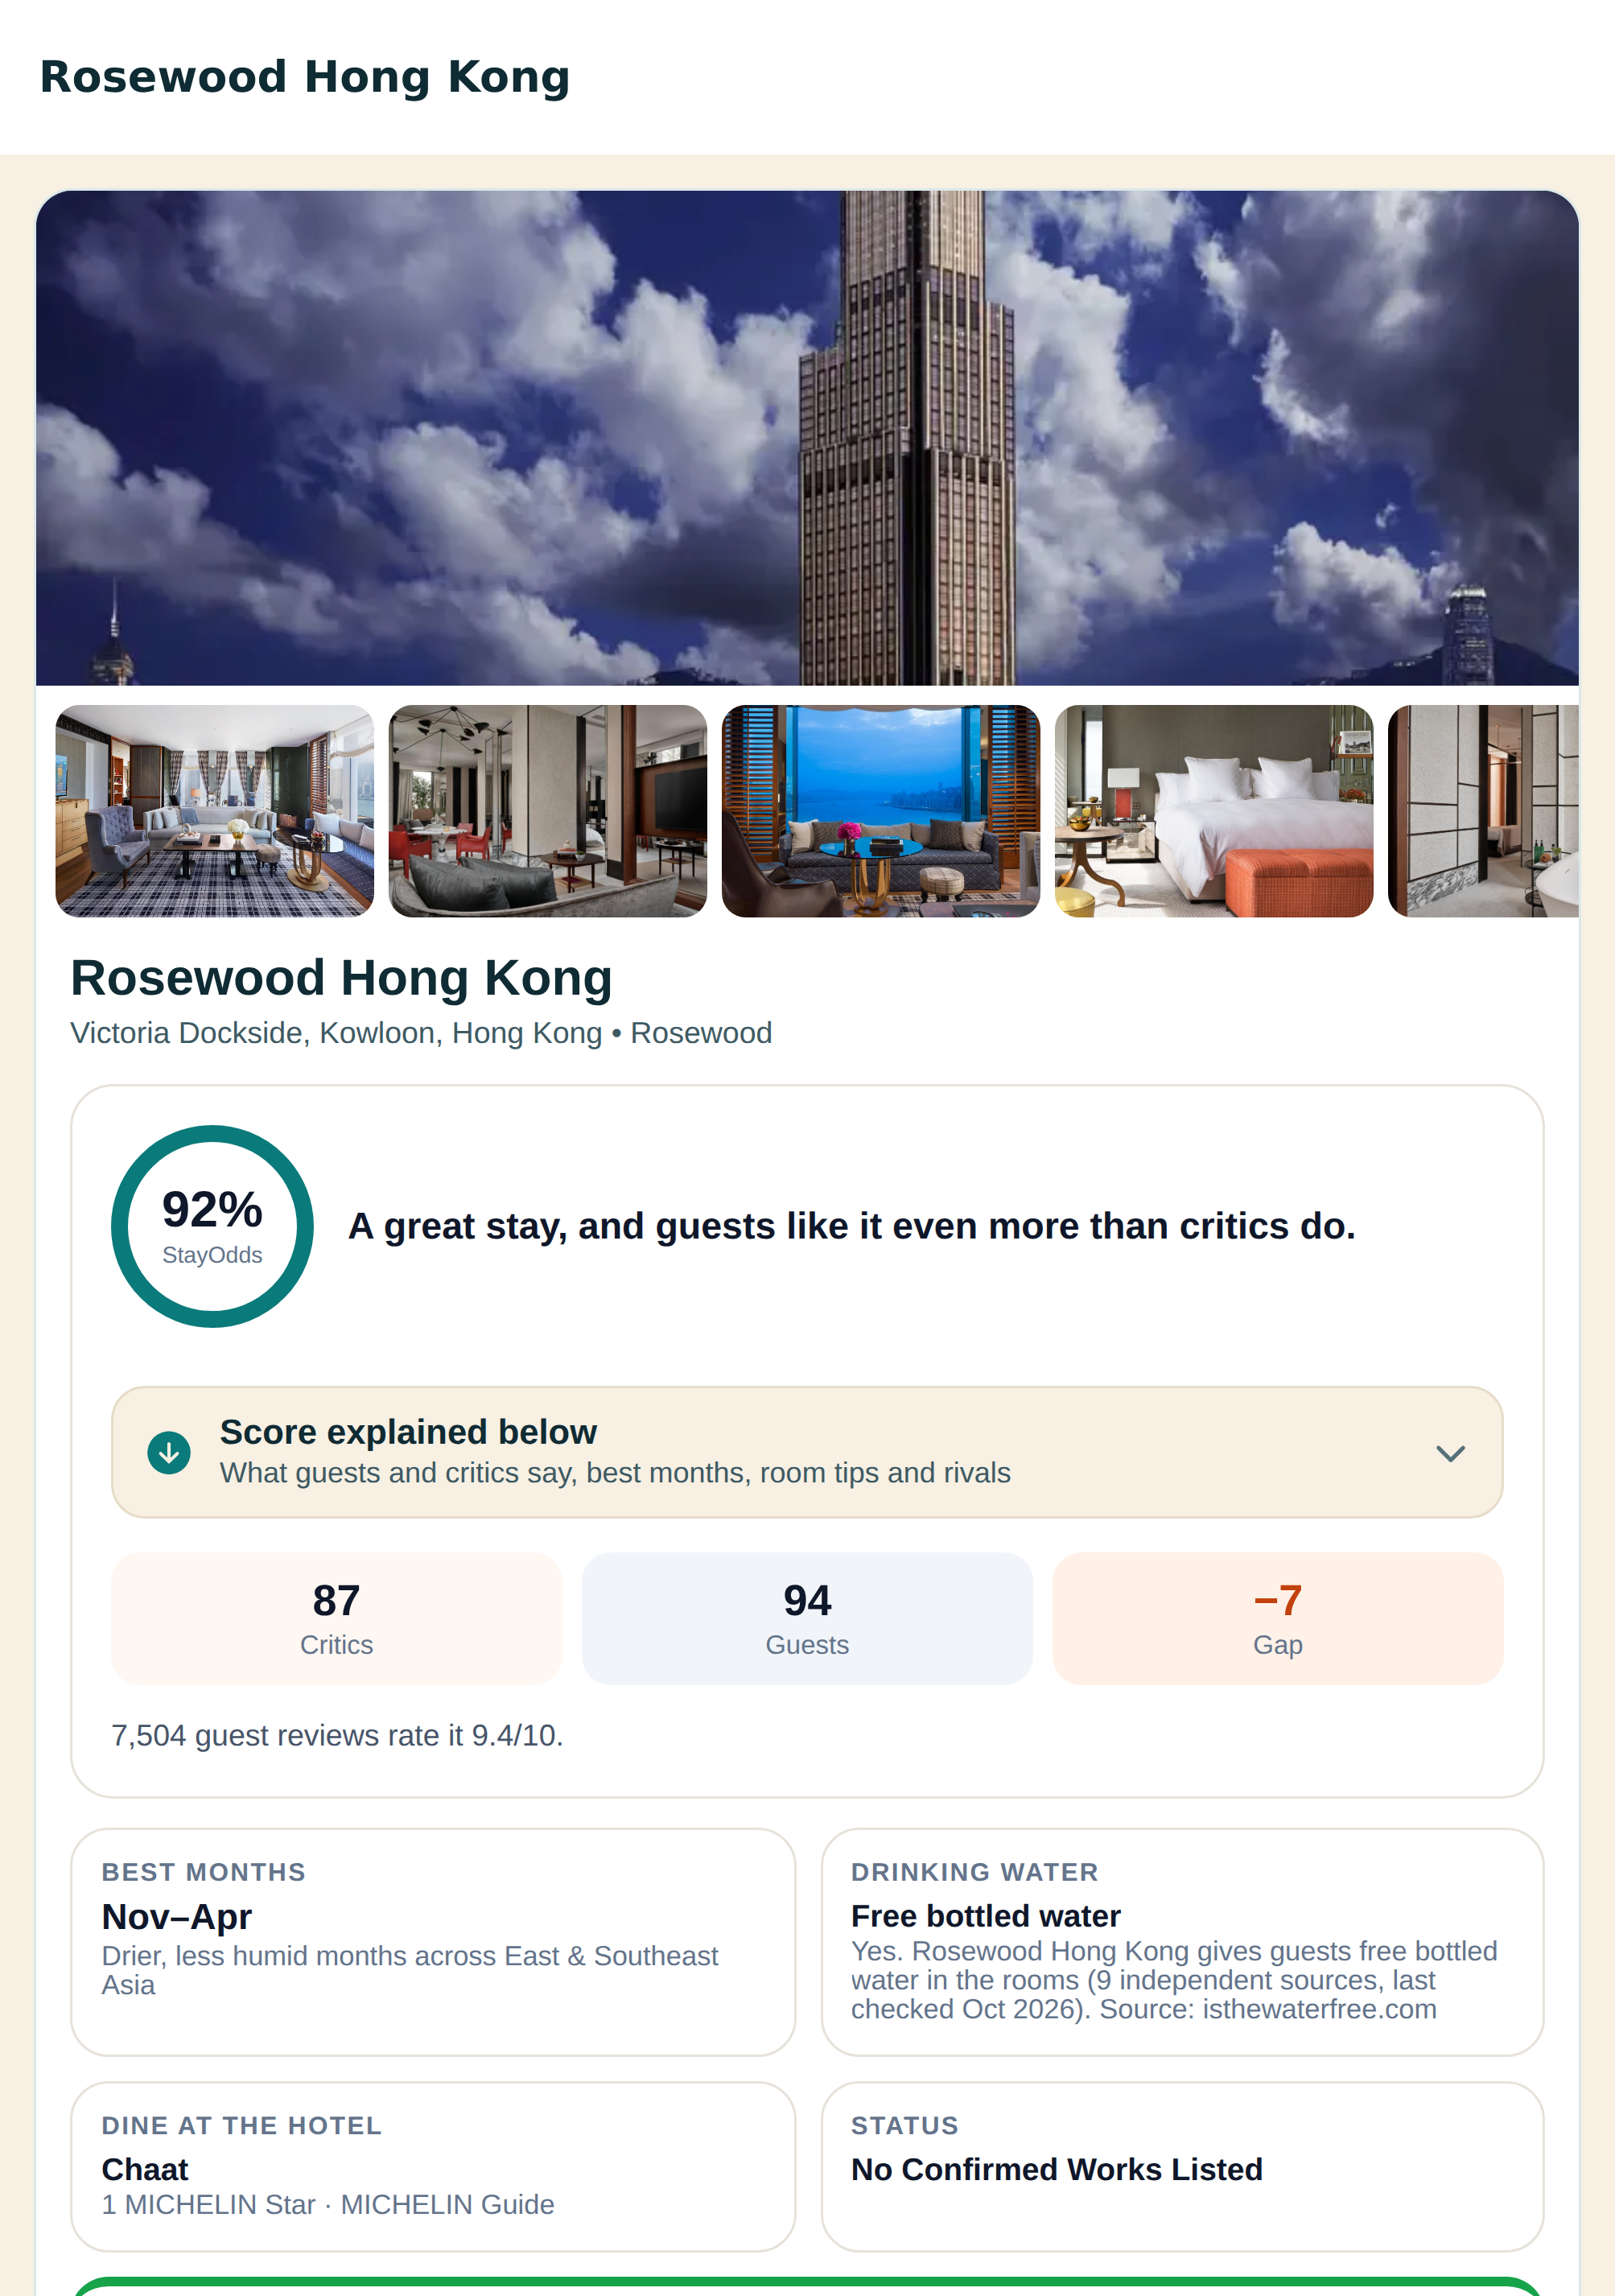 Rosewood Hong Kong
Rosewood Hong Kong
Victoria Dockside, Kowloon, Hong Kong • Rosewood
92%
StayOdds
A great stay, and guests like it even more than critics do.
Score explained below
What guests and critics say, best months, room tips and rivals
87
Critics
94
Guests
−7
Gap
7,504 guest reviews rate it 9.4/10.
BEST MONTHS
Nov–Apr
Drier, less humid months across East & Southeast
Asia
DRINKING WATER
Free bottled water
Yes. Rosewood Hong Kong gives guests free bottled
water in the rooms (9 independent sources, last
checked Oct 2026). Source: isthewaterfree.com
DINE AT THE HOTEL
Chaat
1 MICHELIN Star · MICHELIN Guide
STATUS
No Confirmed Works Listed